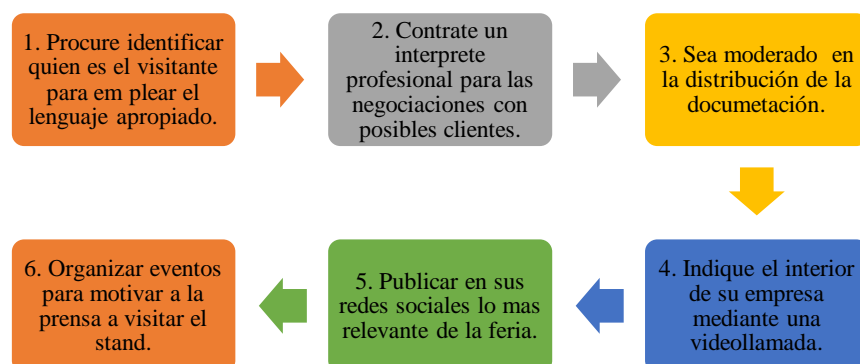 1. Procure identificar
quien es el visitante
para em plear el
lenguaje apropiado.
2. Contrate un
interprete
profesional para las
negociaciones con
posibles clientes.
3. Sea moderado en
la distribución de la
documetación.
4. Indique el interior
de su empresa
mediante una
videollamada.
5. Publicar en sus
redes sociales lo mas
relevante de la feria.
6. Organizar eventos
para motivar a la
prensa a visitar el
stand.